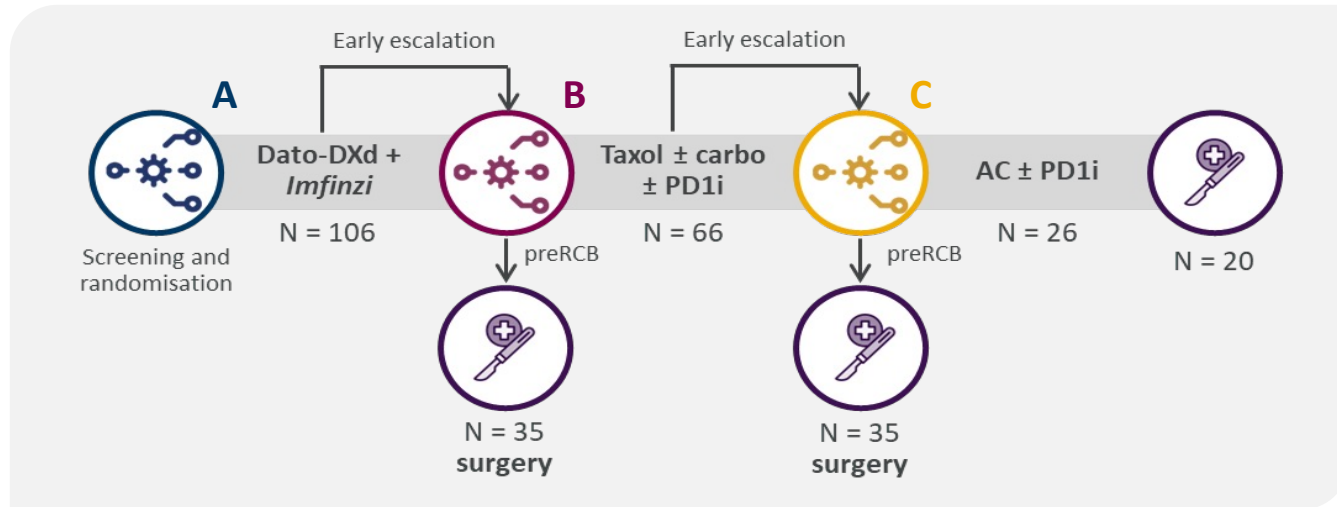 Early escalation
Early escalation
A
B
C
Dato-DXd +
Imfinzi
Taxol ± carbo
± PD1i
AC ± PD1i
N = 106
N = 66
N = 26
Screening and
randomisation
preRCB
preRCB
N = 20
N = 35
surgery
N = 35
surgery